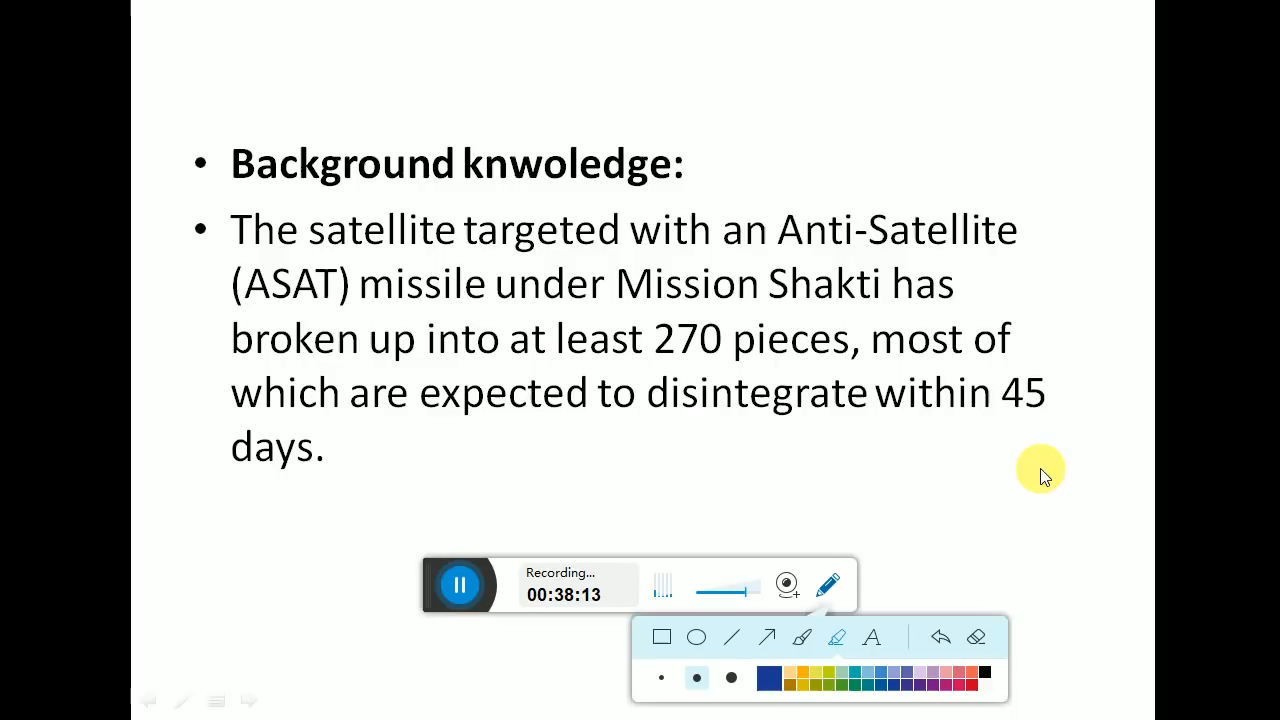 • Background knwoledge:
• The satellite targeted with an Anti-Satellite
(ASAT) missile under Mission Shakti has
broken up into at least 270 pieces, most of
which are expected to disintegrate within 45
days.
Recording...
00:38:13
A